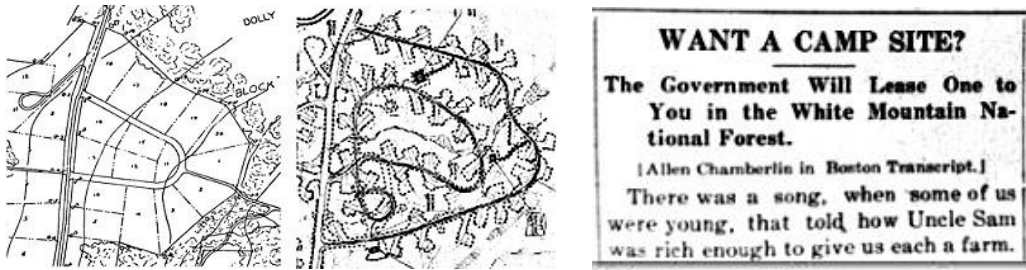 DOLLY
BLOCK
WANT A CAMP SITE?
The Government Will Lease One to
You in the White Mountain Na-
tional Forest.
[Allen Chamberlin in Boston Transcript.]
There was a song, when some of us
were young, that told how Uncle Sam
was rich enough to give us each a farm.